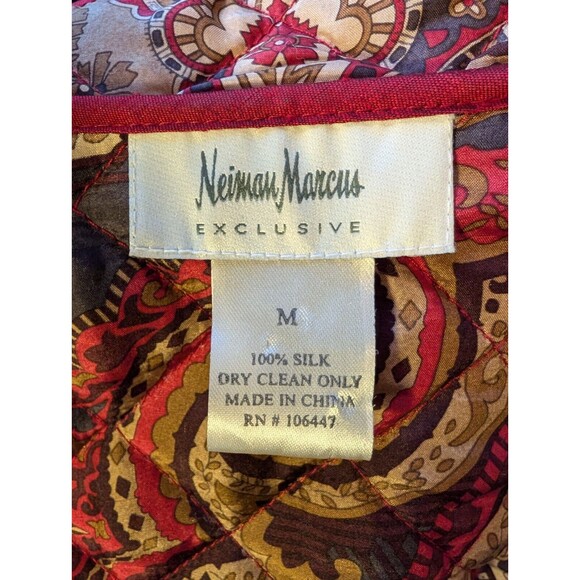 Neiman Marcus
EXCLUSIVE
M
100% SILK
DRY CLEAN ONLY
MADE IN CHINA
RN # 106447